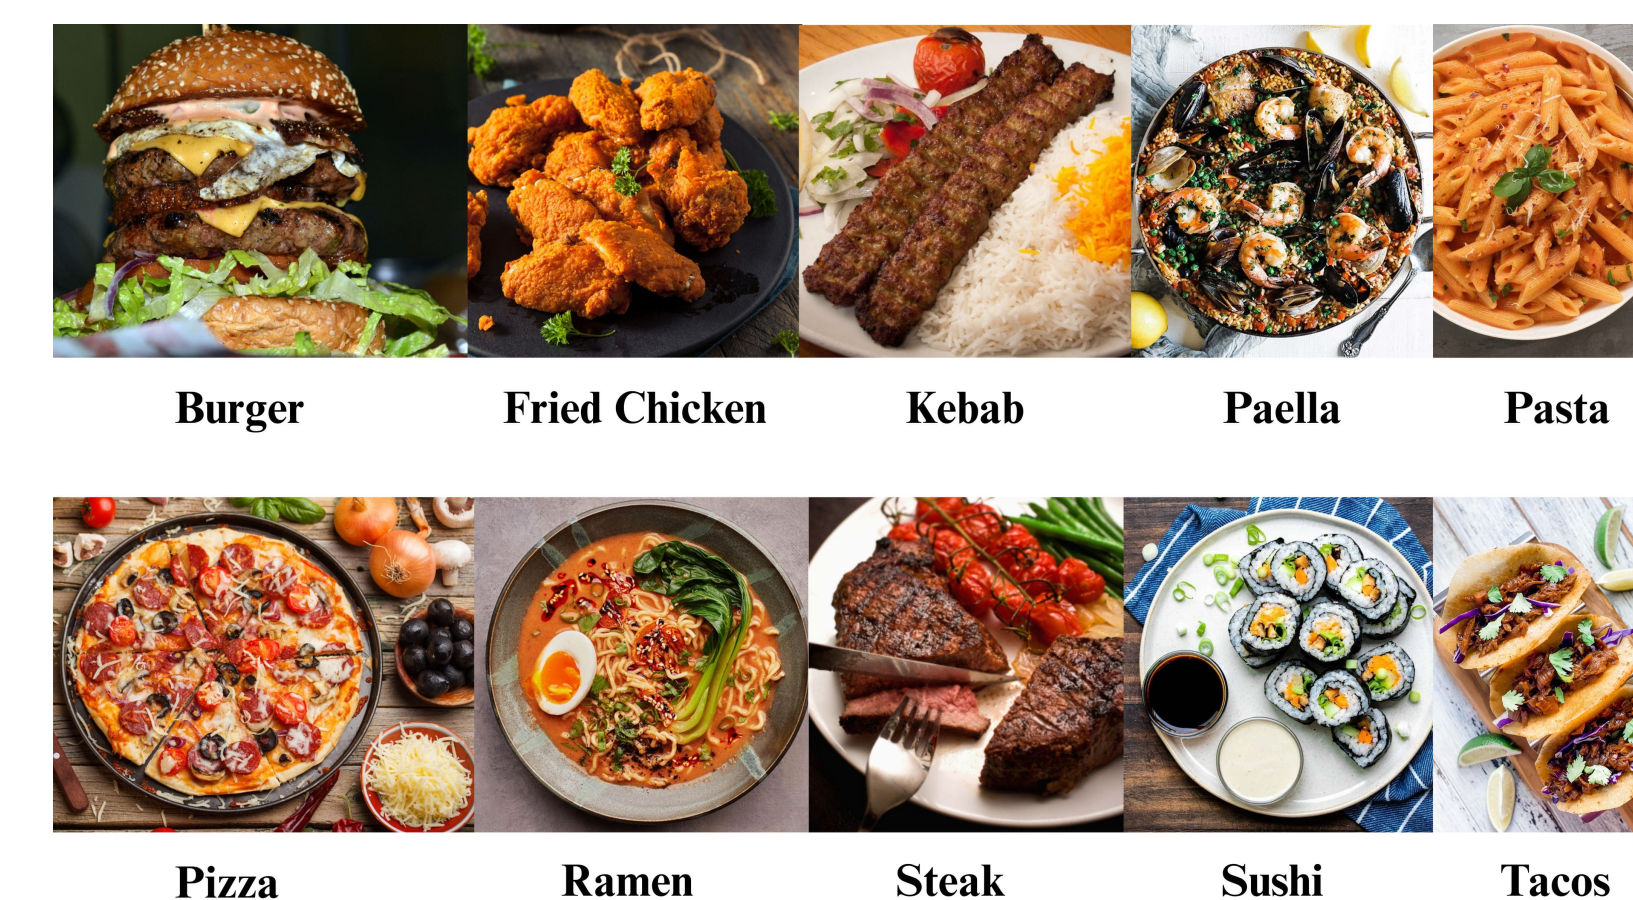 Burger
Fried Chicken
Kebab
Paella
Pasta
Pizza
Ramen
Steak
Sushi
Tacos